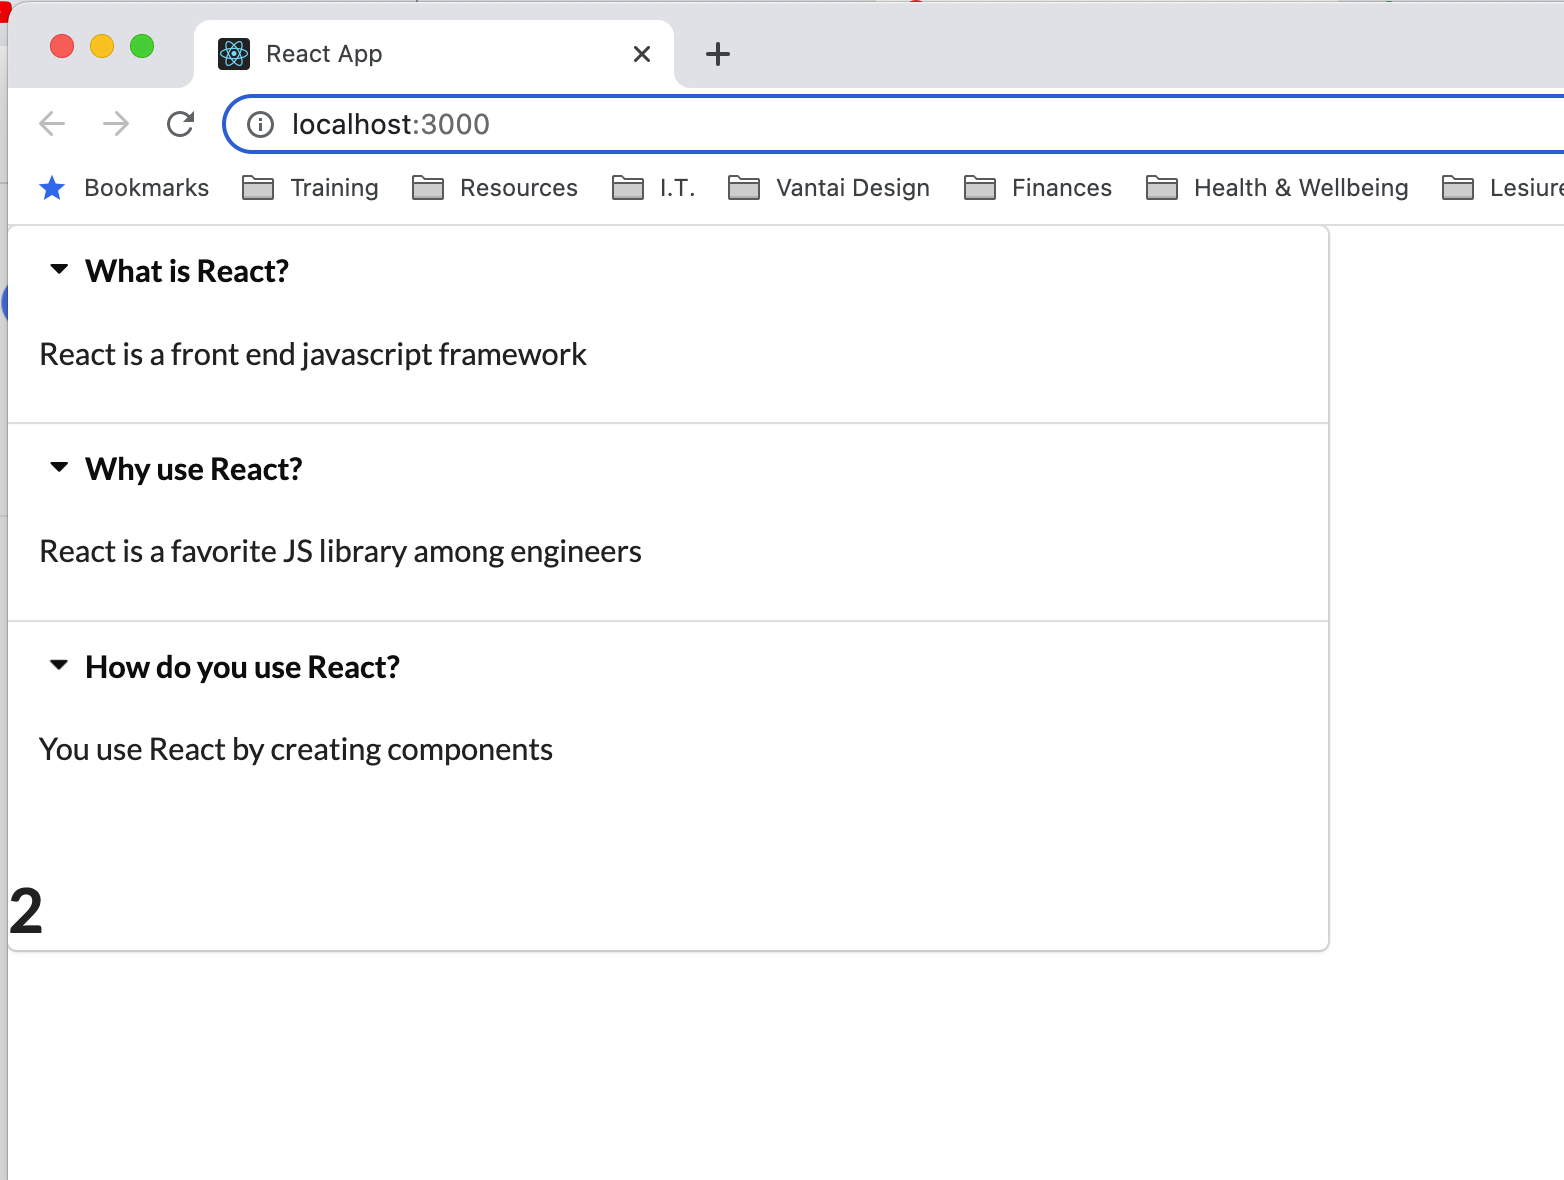 React App
localhost:3000
Bookmarks Training Resources I.T. Vantai Design Finances Health & Wellbeing Lesiure
What is React?
React is a front end javascript framework
Why use React?
React is a favorite JS library among engineers
How do you use React?
You use React by creating components
2